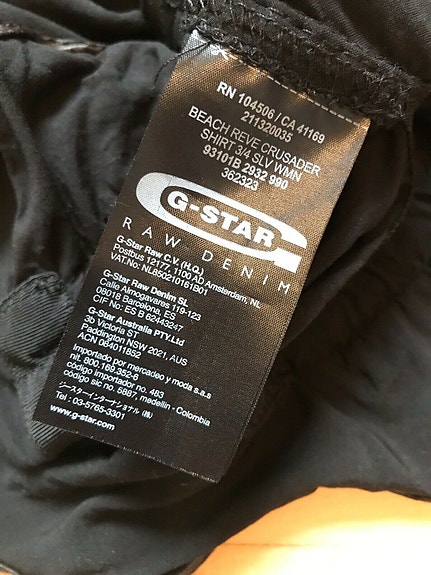 RN 104506 / CA 41169
211320035
BEACH REVE CRUSADER
SHIRT 3/4 SLV WMN
93101B 2932 990
362323
G-STAR
RAW DENIM
G-Star Raw C.V. (H.Q.)
Postbus 12177, 1100 AD Amsterdam, NL
VAT.No: NL650210161B01
G-Star Raw Denim SL
Calle Almogavares 119-123
08018 Barcelona, ES
CIF No: ES B 62443247
G-Star Australia PTY.Ltd
3b Victoria ST
Paddington NSW 2021, AUS
ACN 064011852
Importado por mercadeo y moda s.a.s
nit. 800.169.352-6
código importador no. 483
código sic no. 5887, medellin - Colombia
ジースターインターナショナル (株)
Tel : 03-5765-3301
www.g-star.com